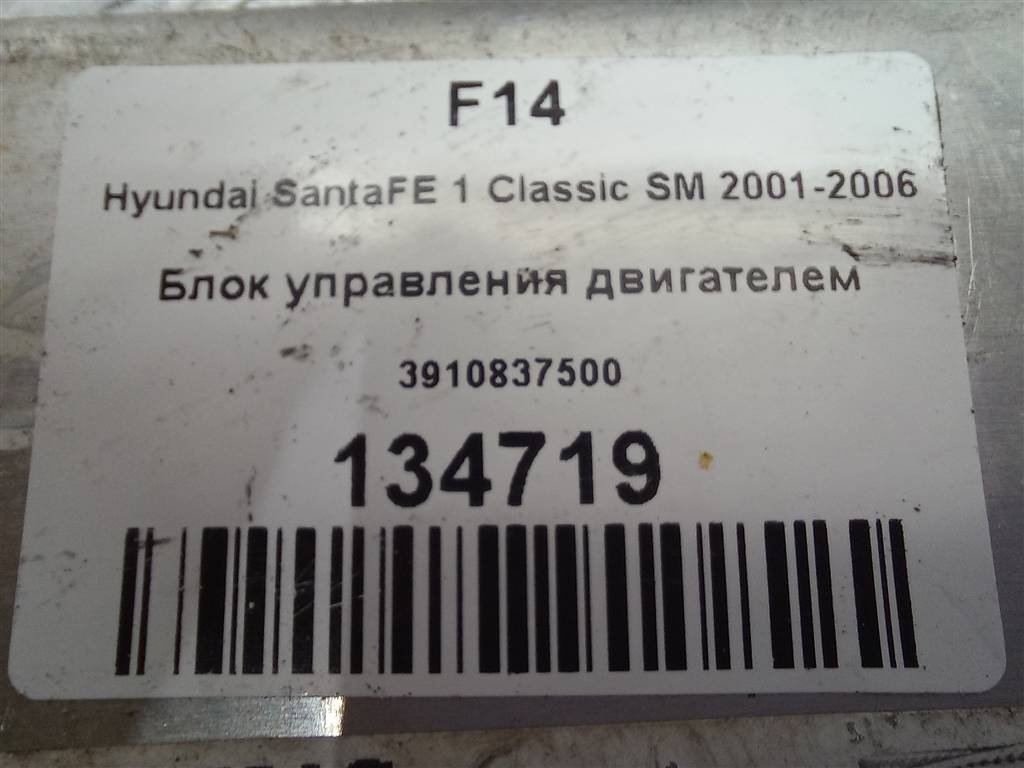 F14
Hyundai SantaFE 1 Classic SM 2001-2006
Блок управления двигателем
3910837500
134719